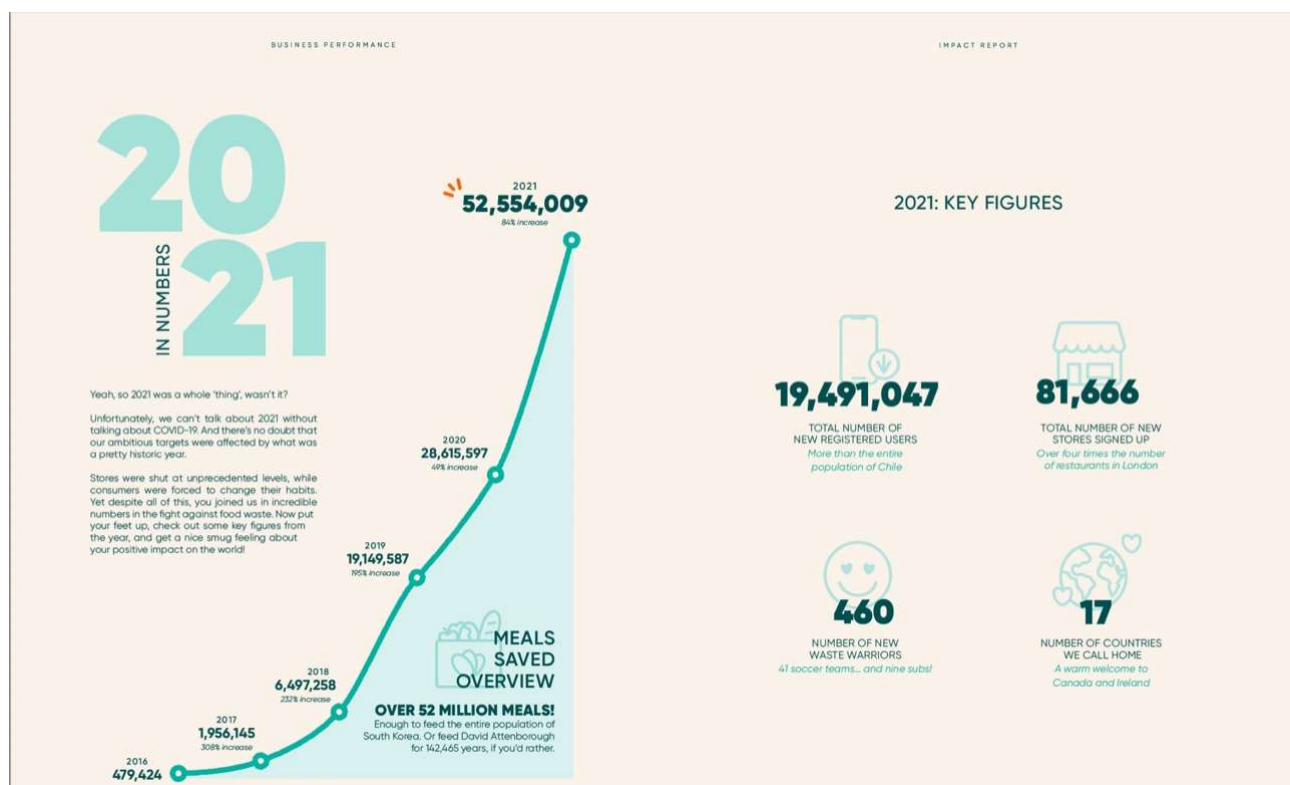 BUSINESS PERFORMANCE
IMPACT REPORT
20
IN NUMBERS
21
Yeah, so 2021 was a whole 'thing', wasn't it?
Unfortunately, we can't talk about 2021 without
talking about COVID-19. And there's no doubt that
our ambitious targets were affected by what was
a pretty historic year.
Stores were shut at unprecedented levels, while
consumers were forced to change their habits.
Yet despite all of this, you joined us in incredible
numbers in the fight against food waste. Now put
your feet up, check out some key figures from
the year, and get a nice smug feeling about
your positive impact on the world!
2021
52,554,009
84% increase
2020
28,615,597
49% increase
2019
19,149,587
195% increase
2018
6,497,258
232% increase
2017
1,956,145
308% increase
2016
479,424
MEALS
SAVED
OVERVIEW
OVER 52 MILLION MEALS!
Enough to feed the entire population of
South Korea. Or feed David Attenborough
for 142,465 years, if you'd rather.
2021: KEY FIGURES
19,491,047
TOTAL NUMBER OF
NEW REGISTERED USERS
More than the entire
population of Chile
81,666
TOTAL NUMBER OF NEW
STORES SIGNED UP
Over four times the number
of restaurants in London
460
NUMBER OF NEW
WASTE WARRIORS
41 soccer teams... and nine subs!
17
NUMBER OF COUNTRIES
WE CALL HOME
A warm welcome to
Canada and Ireland